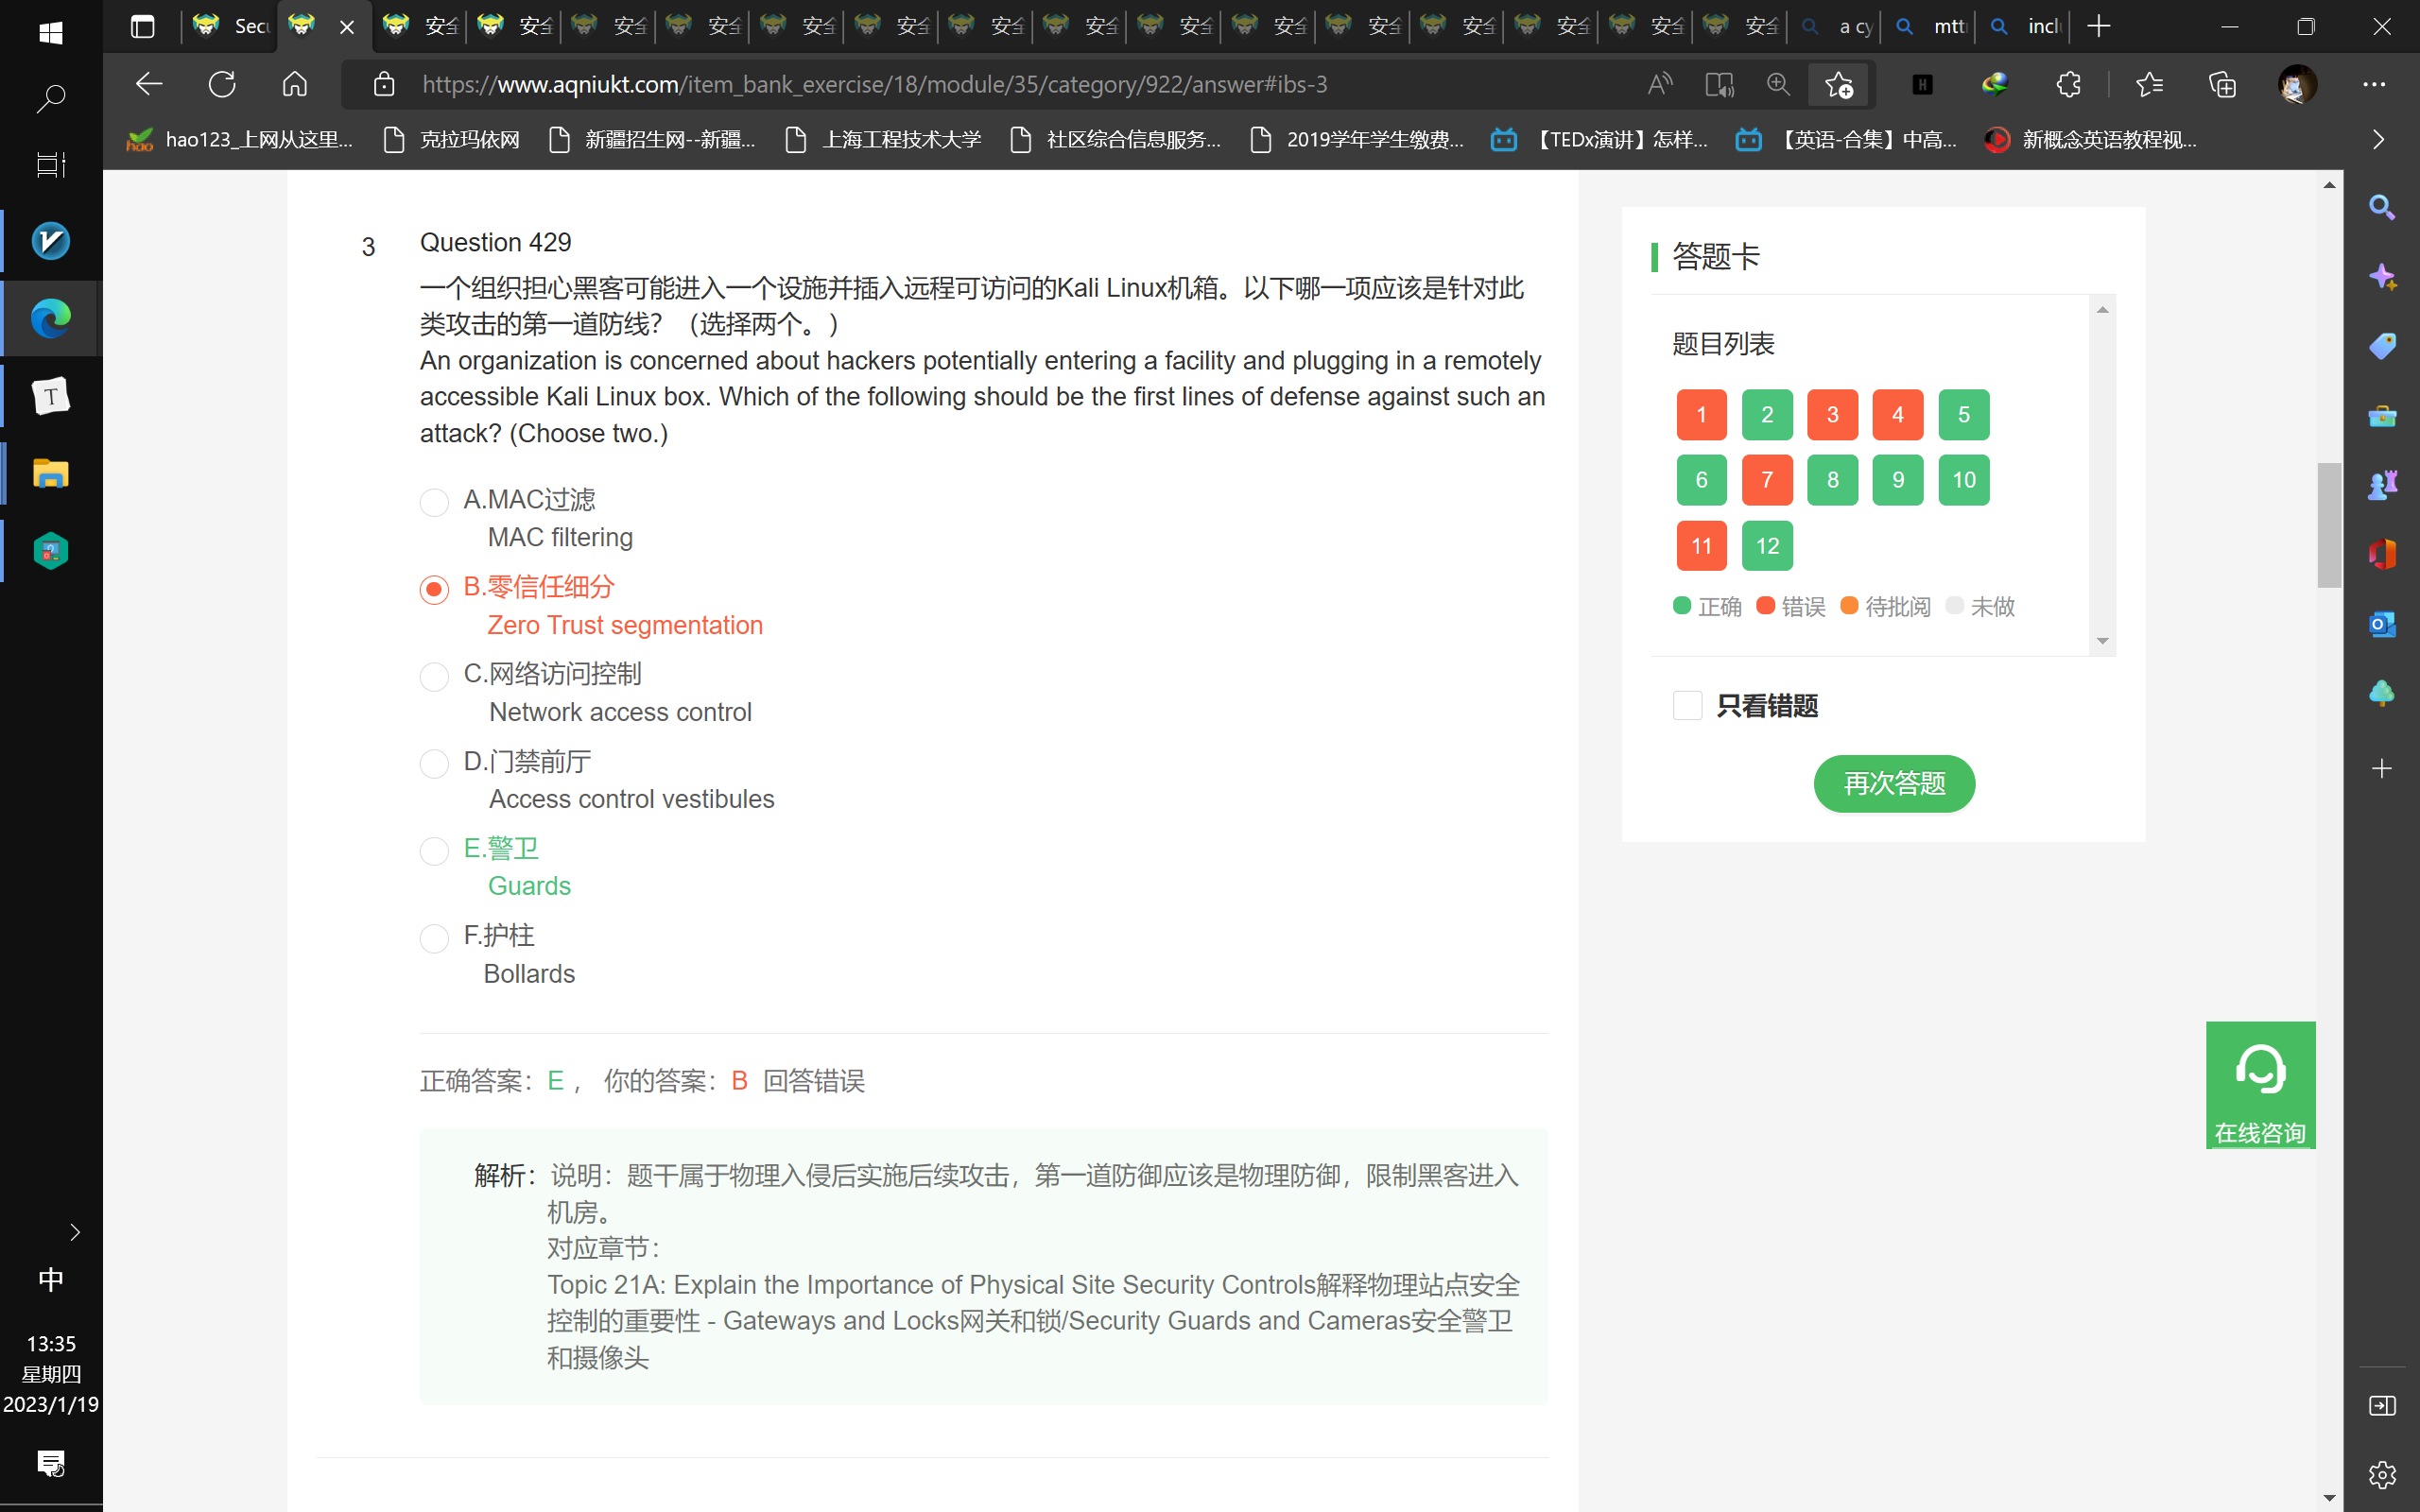 Secu
安全
安全
安全
安全
安全
安全
安全
安全
安全
安全
安全
安全
安全
安全
a cy
mtt
incl
https://www.aqniukt.com/item_bank_exercise/18/module/35/category/922/answer#ibs-3
hao123_上网从这里...
克拉玛依网
新疆招生网--新疆...
上海工程技术大学
社区综合信息服务...
2019学年学生缴费...
【TEDx演讲】怎样...
【英语-合集】中高...
新概念英语教程视...
3
Question 429
一个组织担心黑客可能进入一个设施并插入远程可访问的Kali Linux机箱。以下哪一项应该是针对此
类攻击的第一道防线？（选择两个。）
An organization is concerned about hackers potentially entering a facility and plugging in a remotely
accessible Kali Linux box. Which of the following should be the first lines of defense against such an
attack? (Choose two.)
A.MAC过滤
MAC filtering
B.零信任细分
Zero Trust segmentation
C.网络访问控制
Network access control
D.门禁前厅
Access control vestibules
E.警卫
Guards
F.护柱
Bollards
正确答案：E， 你的答案：B 回答错误
解析：说明：题干属于物理入侵后实施后续攻击，第一道防御应该是物理防御，限制黑客进入
机房。
对应章节：
Topic 21A: Explain the Importance of Physical Site Security Controls解释物理站点安全
控制的重要性 - Gateways and Locks网关和锁/Security Guards and Cameras安全警卫
和摄像头
答题卡
题目列表
1 2 3 4 5
6 7 8 9 10
11 12
正确 错误 待批阅 未做
只看错题
再次答题
在线咨询
中
13:35
星期四
2023/1/19